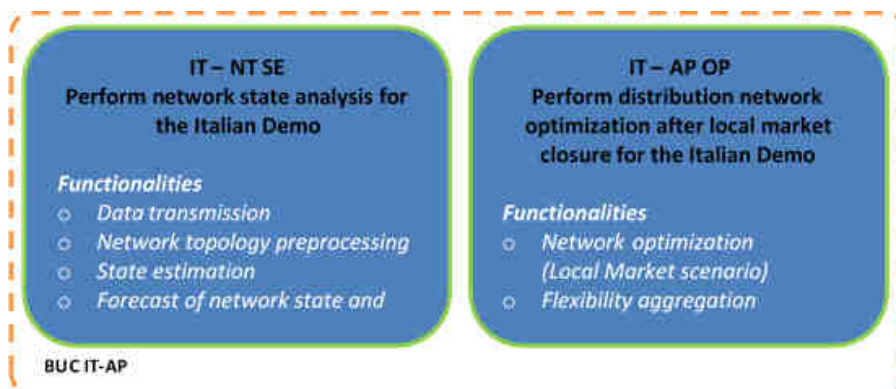 IT – NT SE
Perform network state analysis for
the Italian Demo
Functionalities
o Data transmission
o Network topology preprocessing
o State estimation
o Forecast of network state and
IT – AP OP
Perform distribution network
optimization after local market
closure for the Italian Demo
Functionalities
o Network optimization
(Local Market scenario)
o Flexibility aggregation
BUC IT-AP